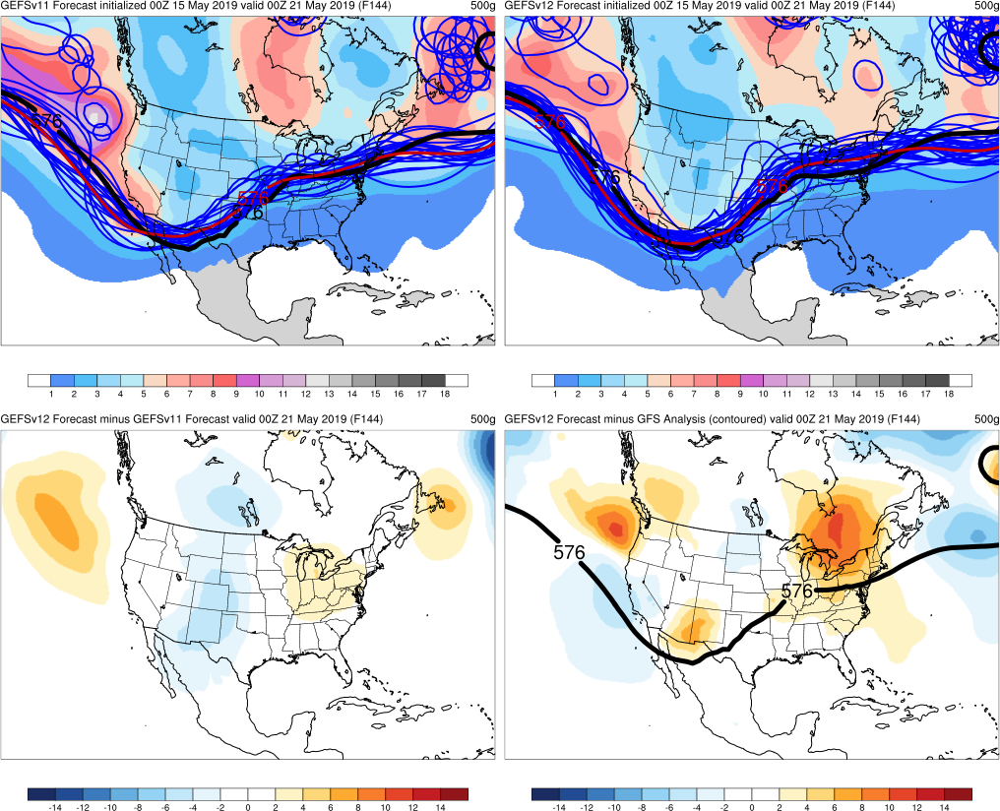 GEFSv11 Forecast initialized 00Z 15 May 2019 valid 00Z 21 May 2019 (F144) 500g
576
576
576
1 2 3 4 5 6 7 8 9 10 11 12 13 14 15 16 17 18
GEFSv12 Forecast initialized 00Z 15 May 2019 valid 00Z 21 May 2019 (F144) 500g
576
576
576
576
1 2 3 4 5 6 7 8 9 10 11 12 13 14 15 16 17 18
GEFSv12 Forecast minus GEFSv11 Forecast valid 00Z 21 May 2019 (F144) 500g
-14 -12 -10 -8 -6 -4 -2 0 2 4 6 8 10 12 14
GEFSv12 Forecast minus GFS Analysis (contoured) valid 00Z 21 May 2019 (F144) 500g
576
576
-14 -12 -10 -8 -6 -4 -2 0 2 4 6 8 10 12 14